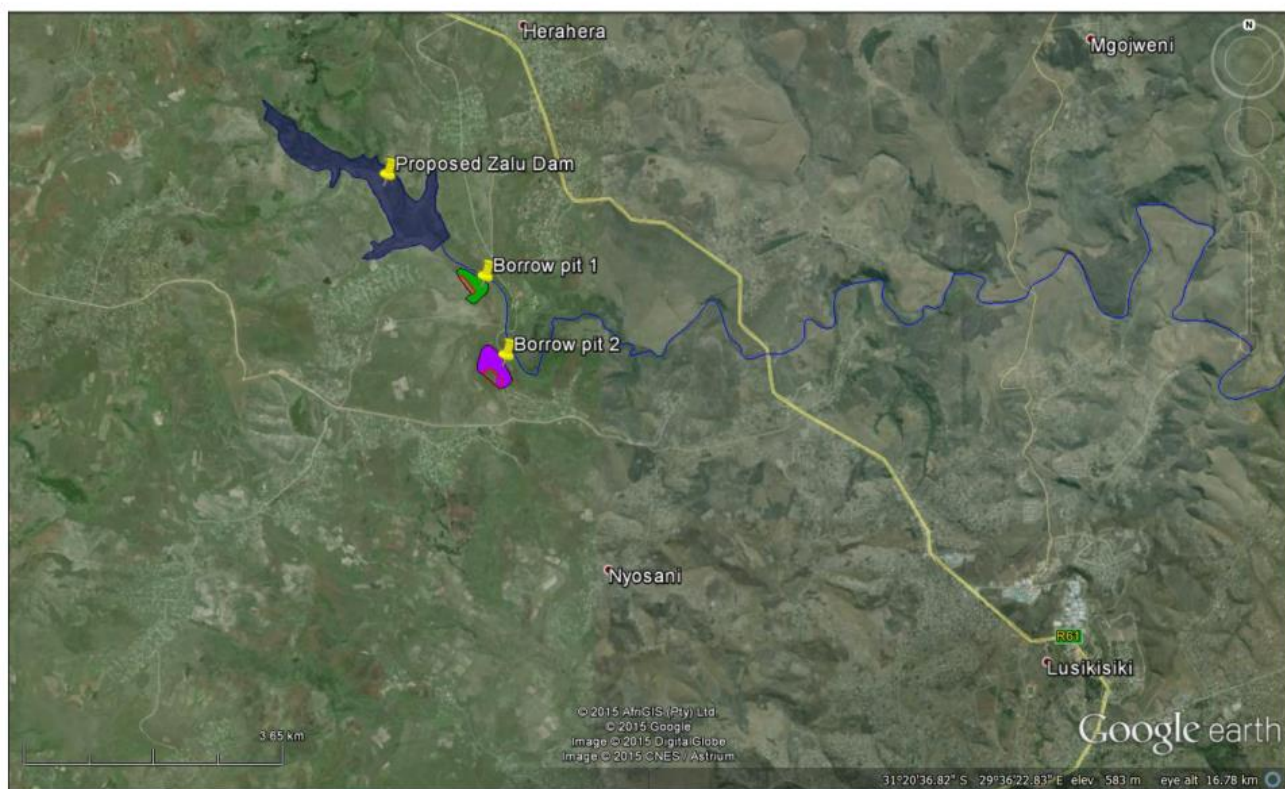 N
Herahera
Mgojweni
Proposed Zalu Dam
Borrow pit 1
Borrow pit 2
Nyosani
R61
Lusikisiki
© 2015 AfriGIS (Pty) Ltd.
© 2015 Google
Image © 2015 DigitalGlobe
Image © 2015 CNES / Astrium
3.65 km
Google earth
31°20'36.82" S 29°36'22.83" E elev 583 m eye alt 16.78 km